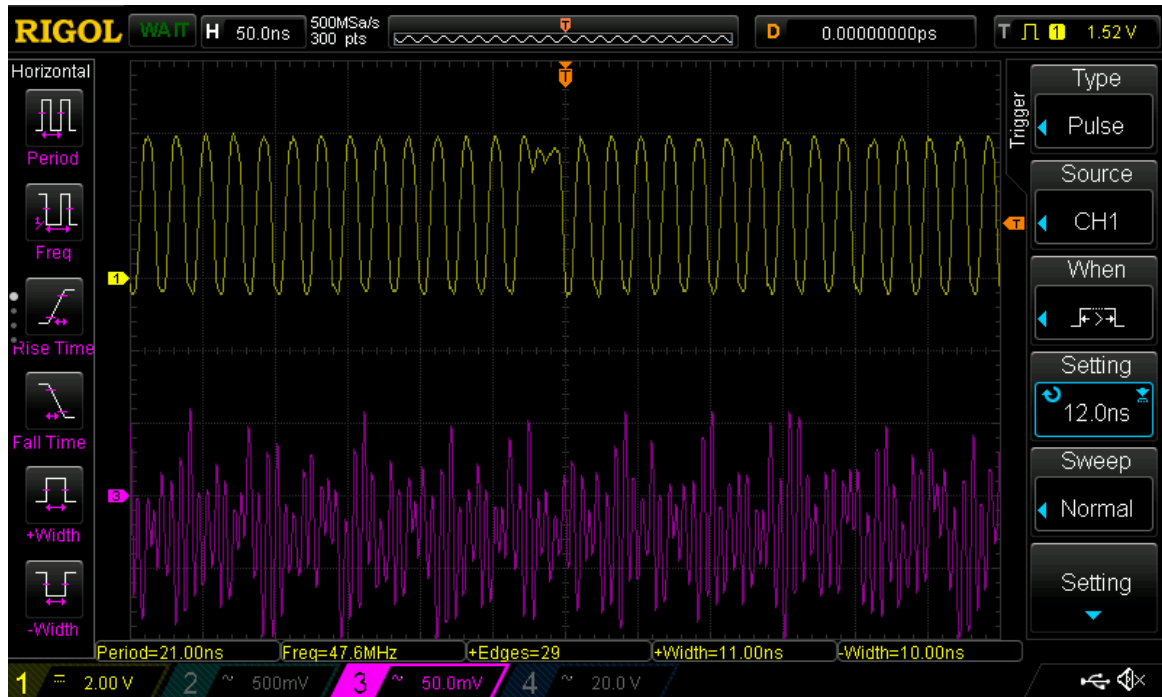 RIGOL WAIT H 50.0ns 500MSa/s 300 pts T D 0.00000000ps T 1 1.52 V
Horizontal
Period
Freq
Rise Time
Fall Time
+Width
-Width
T
1
T
3
Trigger
Type
Pulse
Source
CH1
When
Setting
12.0ns
Sweep
Normal
Setting
Period=21.00ns Freq=47.6MHz +Edges=29 +Width=11.00ns -Width=10.00ns
1 = 2.00 V 2 ~ 500mV 3 ~ 50.0mV 4 ~ 20.0 V